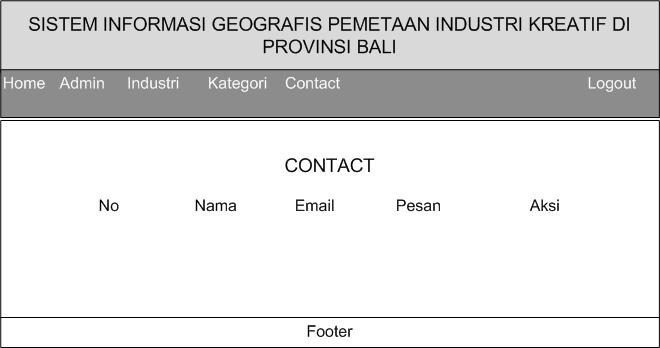 SISTEM INFORMASI GEOGRAFIS PEMETAAN INDUSTRI KREATIF DI
PROVINSI BALI
Home Admin Industri Kategori Contact Logout
CONTACT
No Nama Email Pesan Aksi
Footer